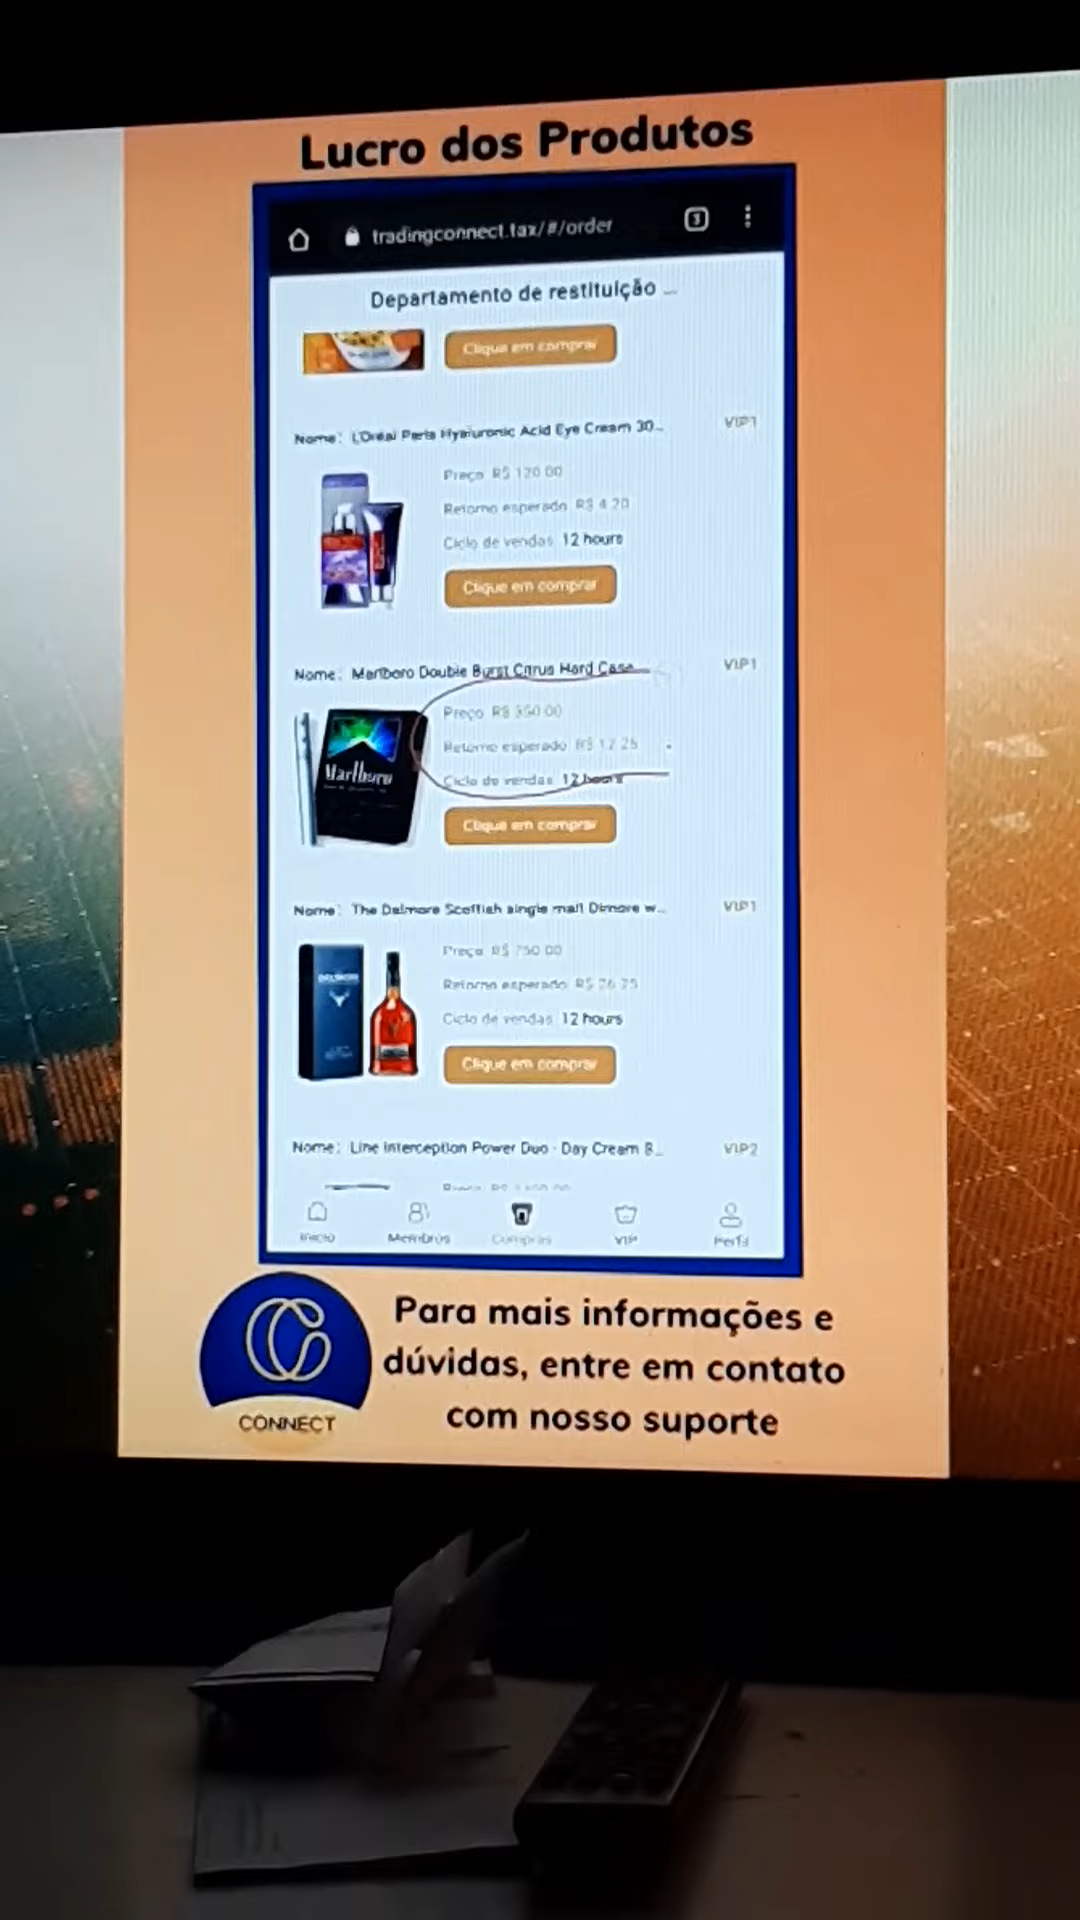 Lucro dos Produtos
tradingconnect.tax/#/order
3
Departamento de restituição ...
Clique em comprar
Nome: L'Oréal Paris Hyaluronic Acid Eye Cream 30...
VIP1
Preço R$ 120.00
Retorno esperado R$ 4.20
Ciclo de vendas 12 hours
Clique em comprar
Nome: Marlboro Double Burst Citrus Hard Case...
VIP1
Marlboro
Preço R$ 350.00
Retorno esperado R$ 12.25
Ciclo de vendas 12 hours
Clique em comprar
Nome: The Dalmore Scottish single malt Dimore w...
VIP1
Preço R$ 750.00
Retorno esperado R$ 26.25
Ciclo de vendas 12 hours
Clique em comprar
Nome: Line Interception Power Duo - Day Cream 8...
VIP2
Início
Membros
Compras
VIP
Perfil
Para mais informações e
dúvidas, entre em contato
com nosso suporte
CONNECT